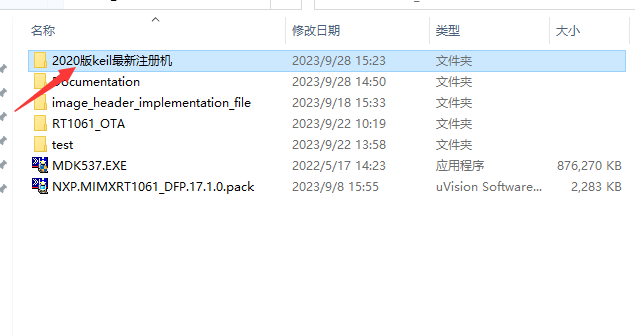 名称 修改日期 类型 大小
2020版keil最新注册机 2023/9/28 15:23 文件夹
Documentation 2023/9/28 14:50 文件夹
image_header_implementation_file 2023/9/18 15:33 文件夹
RT1061_OTA 2023/9/22 10:19 文件夹
test 2023/9/22 13:58 文件夹
MDK537.EXE 2022/5/17 14:23 应用程序 876,270 KB
NXP.MIMXRT1061_DFP.17.1.0.pack 2023/9/8 15:55 uVision Software... 2,283 KB